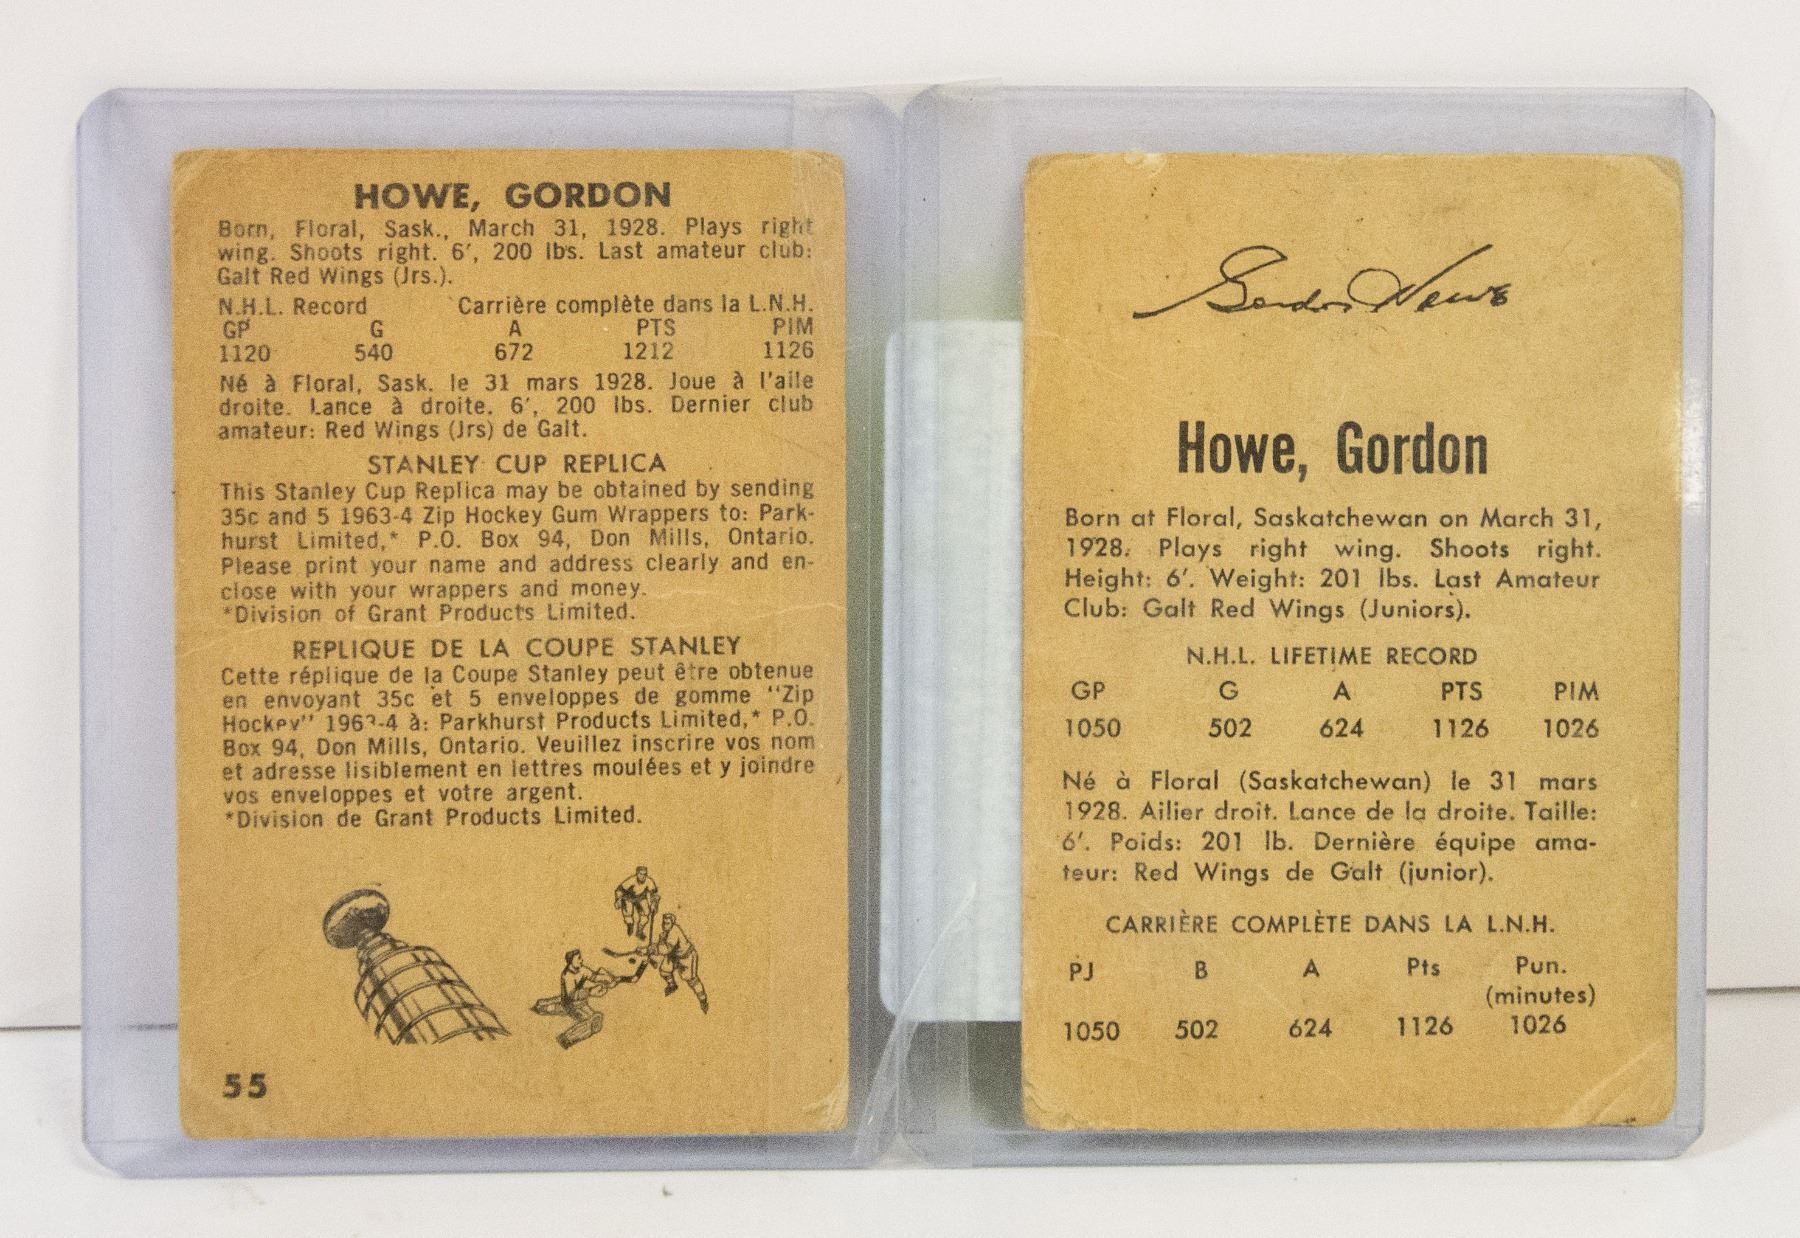 HOWE, GORDON
Born, Floral, Sask., March 31, 1928. Plays right
wing. Shoots right. 6′, 200 lbs. Last amateur club:
Galt Red Wings (Jrs.).
N.H.L. Record Carrière complète dans la L.N.H.
GP G A PTS PIM
1120 540 672 1212 1126
Né à Floral, Sask. le 31 mars 1928. Joue à l'aile
droite. Lance à droite. 6′, 200 lbs. Dernier club
amateur: Red Wings (Jrs) de Galt.
STANLEY CUP REPLICA
This Stanley Cup Replica may be obtained by sending
35c and 5 1963-4 Zip Hockey Gum Wrappers to: Park-
hurst Limited,* P.O. Box 94, Don Mills, Ontario.
Please print your name and address clearly and en-
close with your wrappers and money.
*Division of Grant Products Limited.
REPLIQUE DE LA COUPE STANLEY
Cette réplique de la Coupe Stanley peut être obtenue
en envoyant 35c et 5 enveloppes de gomme "Zip
Hockey" 1963-4 à: Parkhurst Products Limited,* P.O.
Box 94, Don Mills, Ontario. Veuillez inscrire vos nom
et adresse lisiblement en lettres moulées et y joindre
vos enveloppes et votre argent.
*Division de Grant Products Limited.
55
Gordon Howe
Howe, Gordon
Born at Floral, Saskatchewan on March 31,
1928. Plays right wing. Shoots right.
Height: 6′. Weight: 201 lbs. Last Amateur
Club: Galt Red Wings (Juniors).
N.H.L. LIFETIME RECORD
GP G A PTS PIM
1050 502 624 1126 1026
Né à Floral (Saskatchewan) le 31 mars
1928. Ailier droit. Lance de la droite. Taille:
6′. Poids: 201 lb. Dernière équipe ama-
teur: Red Wings de Galt (junior).
CARRIÈRE COMPLÈTE DANS LA L.N.H.
PJ B A Pts Pun.
(minutes)
1050 502 624 1126 1026